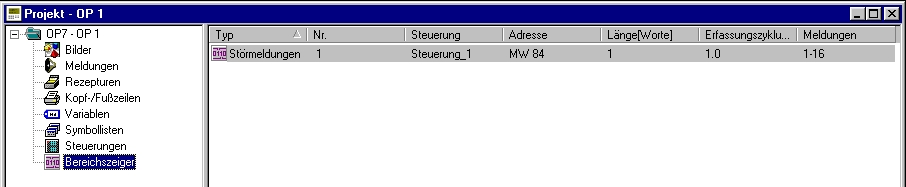 Projekt - OP 1
OP7 - OP 1
Bilder
Meldungen
Rezepturen
Kopf-/Fußzeilen
Variablen
Symbollisten
Steuerungen
Bereichszeiger
Typ Nr. Steuerung Adresse Länge[Worte] Erfassungszyklu... Meldungen
Störmeldungen 1 Steuerung_1 MW 84 1 1.0 1-16